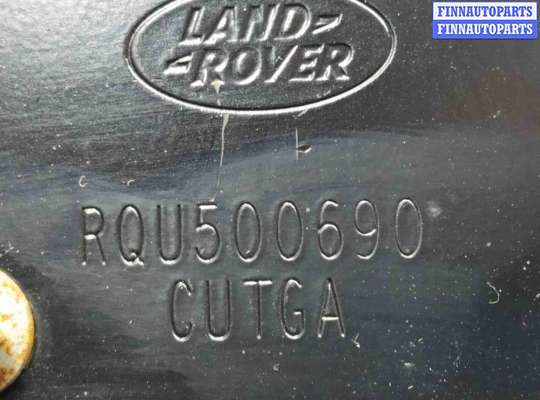 FINNAUTOPARTS
FINNAUTOPARTS
LAND
ROVER
RQU500690
CUTGA